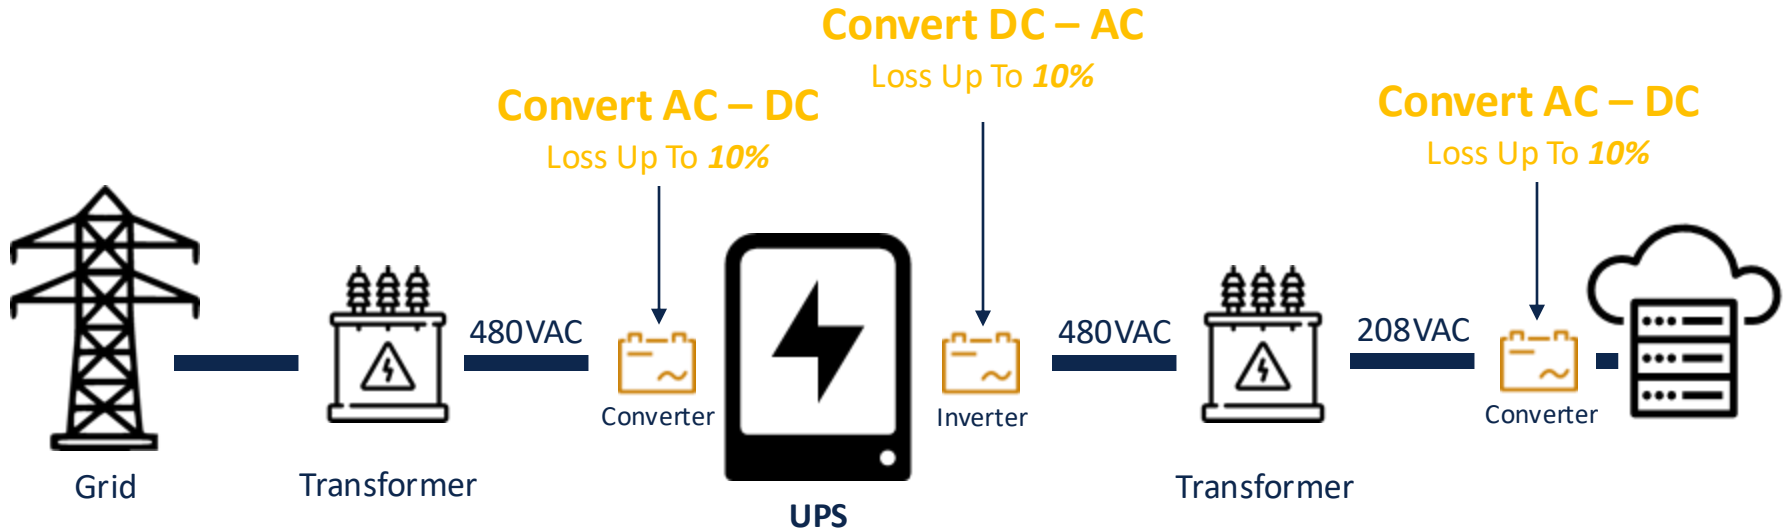 Convert DC – AC
Loss Up To 10%
Convert AC – DC
Loss Up To 10%
Convert AC – DC
Loss Up To 10%
480VAC
480VAC
208VAC
Converter
Inverter
Converter
Grid
Transformer
UPS
Transformer